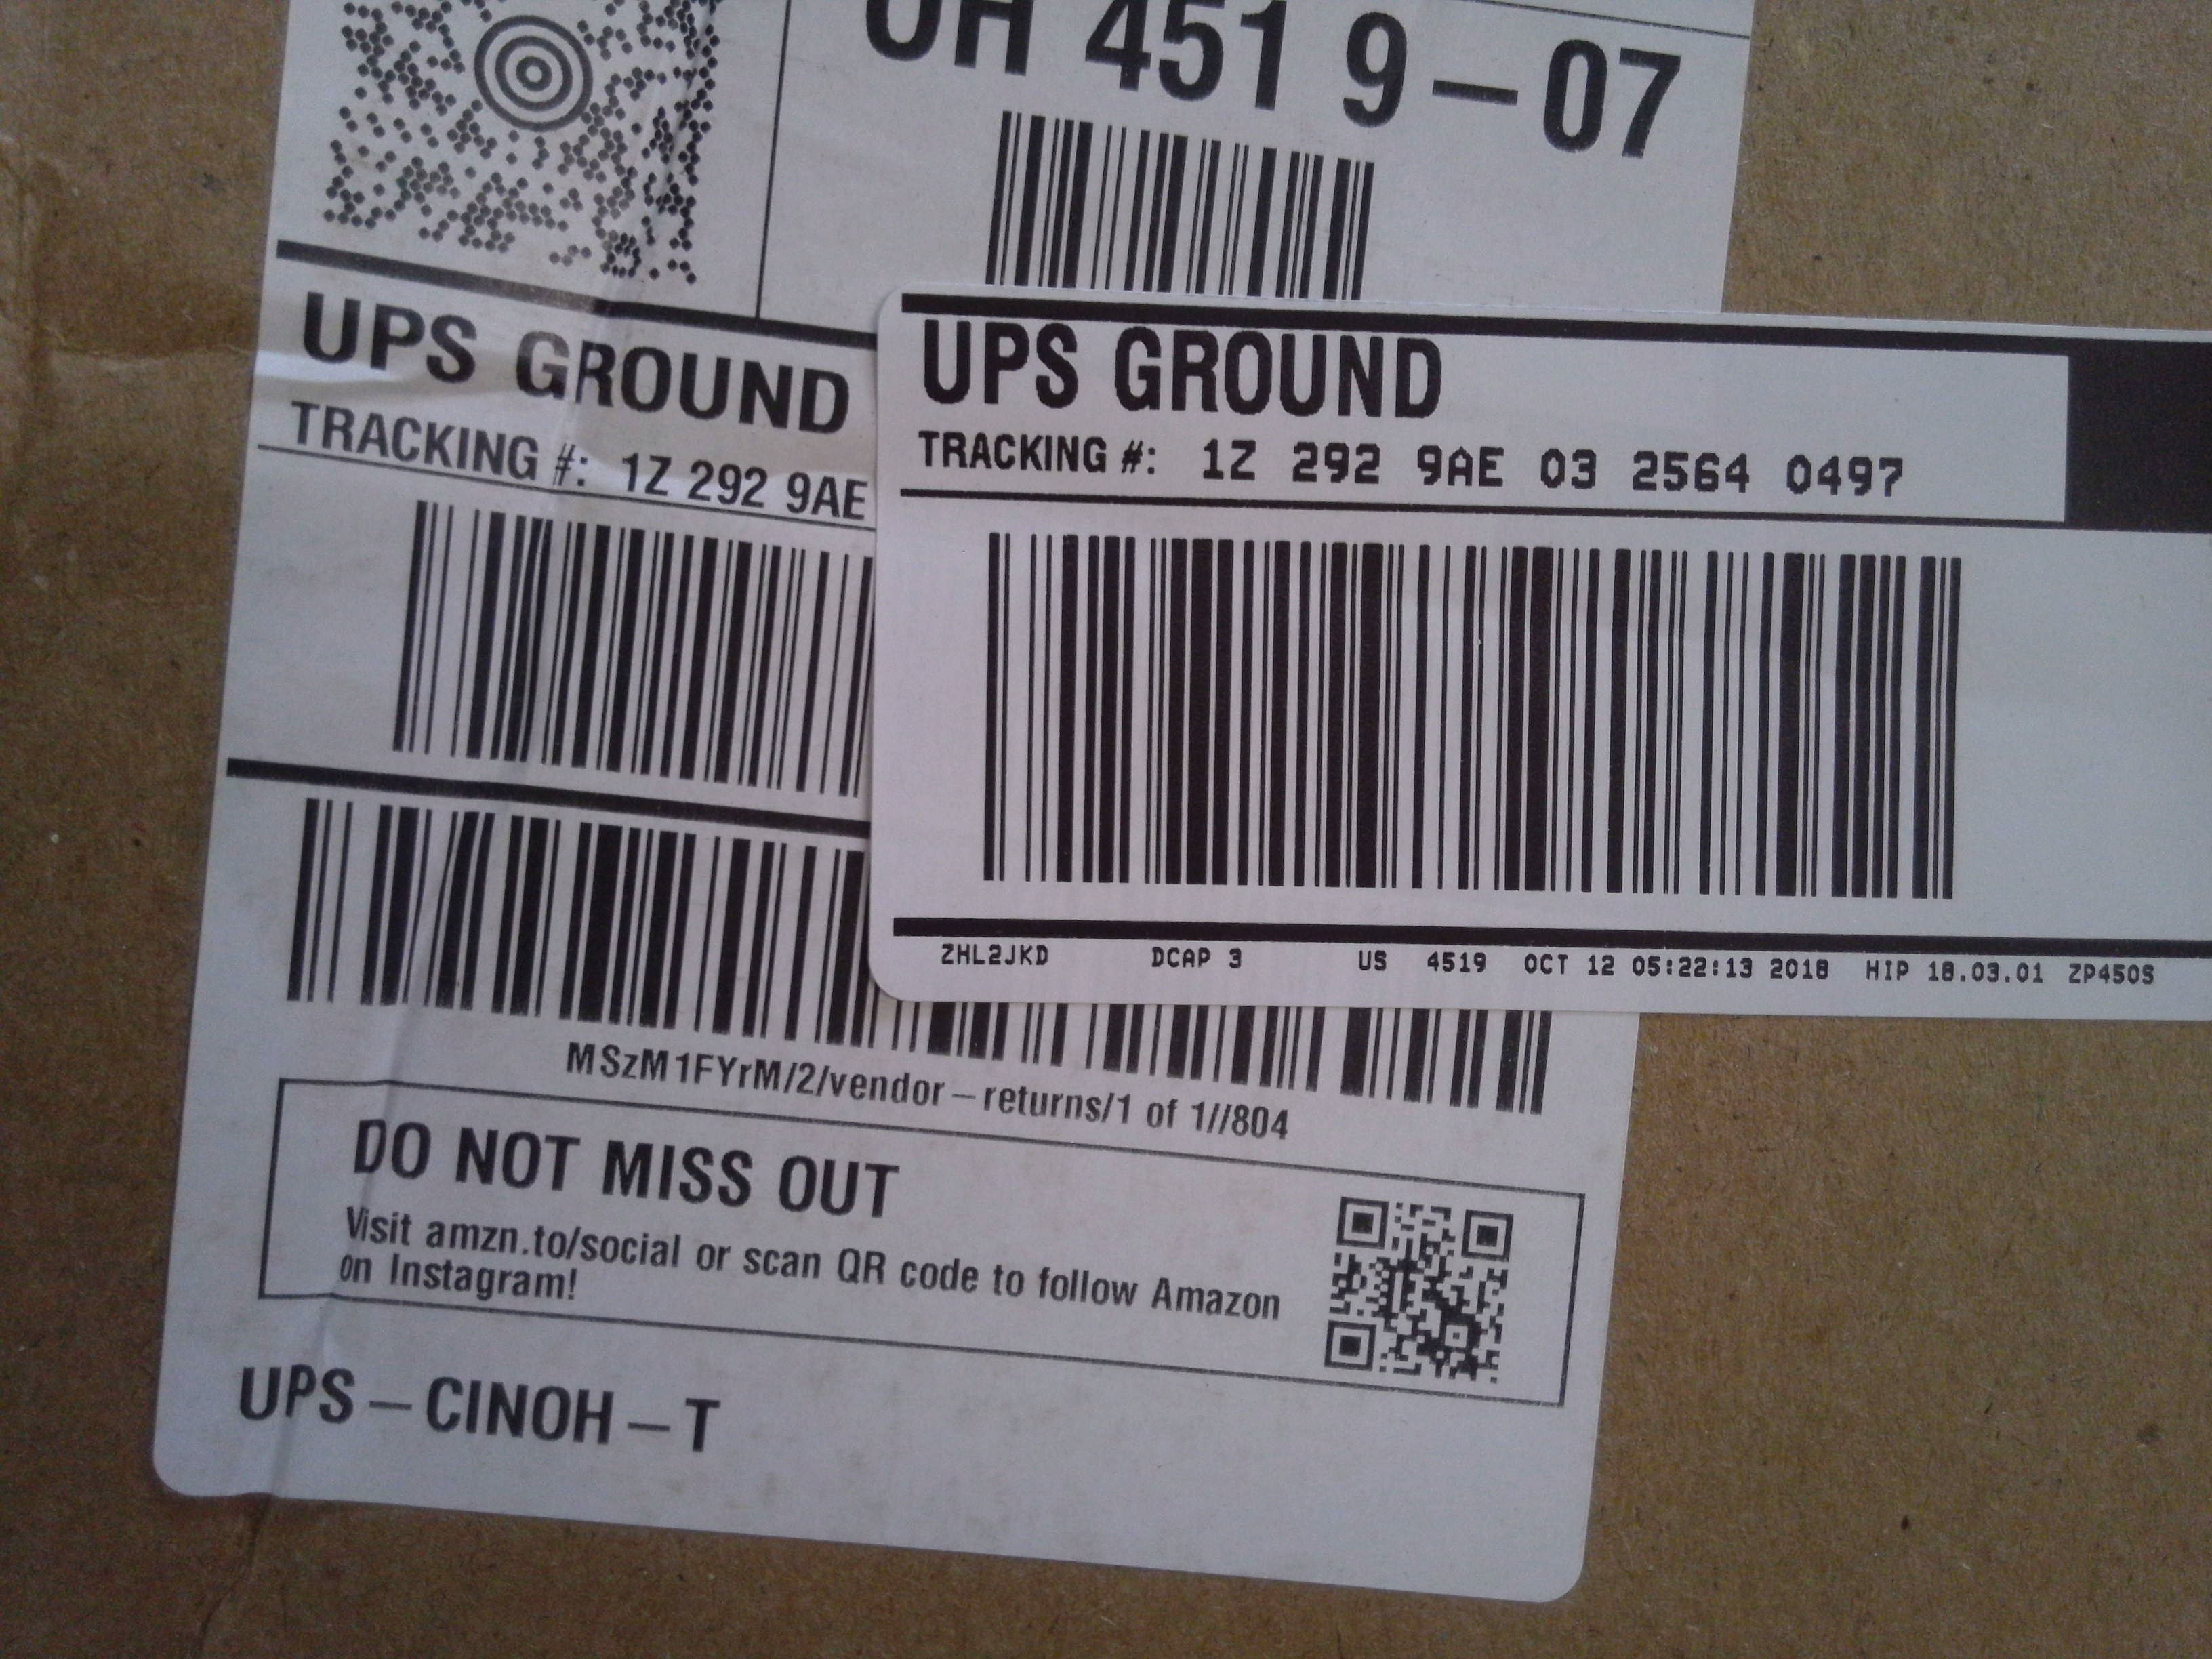 OH 451 9-07
UPS GROUND
TRACKING #: 1Z 292 9AE
UPS GROUND
TRACKING #: 1Z 292 9AE 03 2564 0497
ZHL2JKD DCAP 3 US 4519 OCT 12 05:22:13 2018 HIP 18.03.01 ZP450S
MSzM1FYrM/2/vendor-returns/1 of 1//804
DO NOT MISS OUT
Visit amzn.to/social or scan QR code to follow Amazon
on Instagram!
UPS-CINOH-T